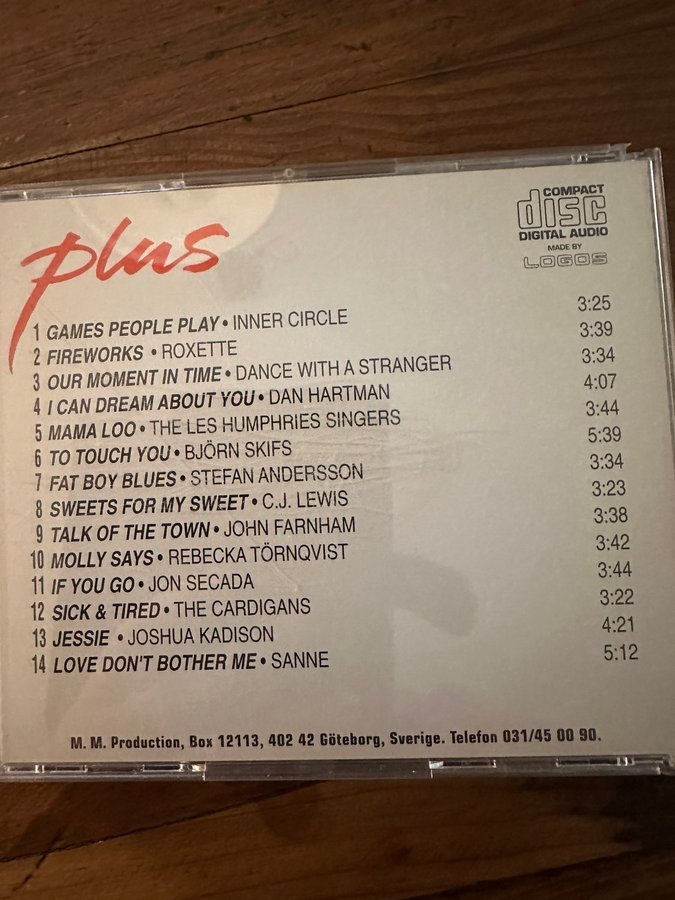 plus
COMPACT
disc
DIGITAL AUDIO
MADE BY
LOGOS
1 GAMES PEOPLE PLAY • INNER CIRCLE 3:25
2 FIREWORKS • ROXETTE 3:39
3 OUR MOMENT IN TIME • DANCE WITH A STRANGER 3:34
4 I CAN DREAM ABOUT YOU • DAN HARTMAN 4:07
5 MAMA LOO • THE LES HUMPHRIES SINGERS 3:44
6 TO TOUCH YOU • BJÖRN SKIFS 5:39
7 FAT BOY BLUES • STEFAN ANDERSSON 3:34
8 SWEETS FOR MY SWEET • C.J. LEWIS 3:23
9 TALK OF THE TOWN • JOHN FARNHAM 3:38
10 MOLLY SAYS • REBECKA TÖRNQVIST 3:42
11 IF YOU GO • JON SECADA 3:44
12 SICK & TIRED • THE CARDIGANS 3:22
13 JESSIE • JOSHUA KADISON 4:21
14 LOVE DON'T BOTHER ME • SANNE 5:12
M. M. Production, Box 12113, 402 42 Göteborg, Sverige. Telefon 031/45 00 90.